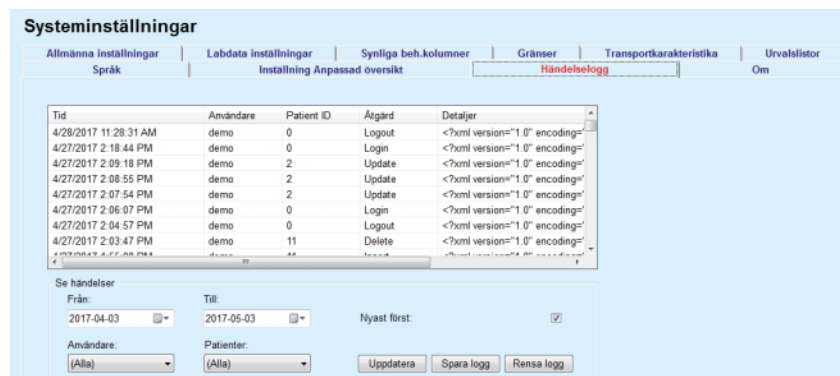 Systeminställningar
Allmänna inställningar Labdata inställningar Synliga beh.kolumner Gränser Transportkarakteristika Urvalslistor
Språk Inställning Anpassad översikt Händelselogg Om
Tid Användare Patient ID Åtgärd Detaljer
4/28/2017 11:28:31 AM demo 0 Logout <?xml version="1.0" encoding='
4/27/2017 2:18:44 PM demo 0 Login <?xml version="1.0" encoding='
4/27/2017 2:09:18 PM demo 2 Update <?xml version="1.0" encoding='
4/27/2017 2:08:55 PM demo 2 Update <?xml version="1.0" encoding='
4/27/2017 2:07:54 PM demo 2 Update <?xml version="1.0" encoding='
4/27/2017 2:06:07 PM demo 0 Login <?xml version="1.0" encoding='
4/27/2017 2:04:57 PM demo 0 Logout <?xml version="1.0" encoding='
4/27/2017 2:03:47 PM demo 11 Delete <?xml version="1.0" encoding='
Se händelser
Från: Till:
2017-04-03 2017-05-03 Nyast först:
Användare: Patienter:
(Alla) (Alla) Uppdatera Spara logg Rensa logg